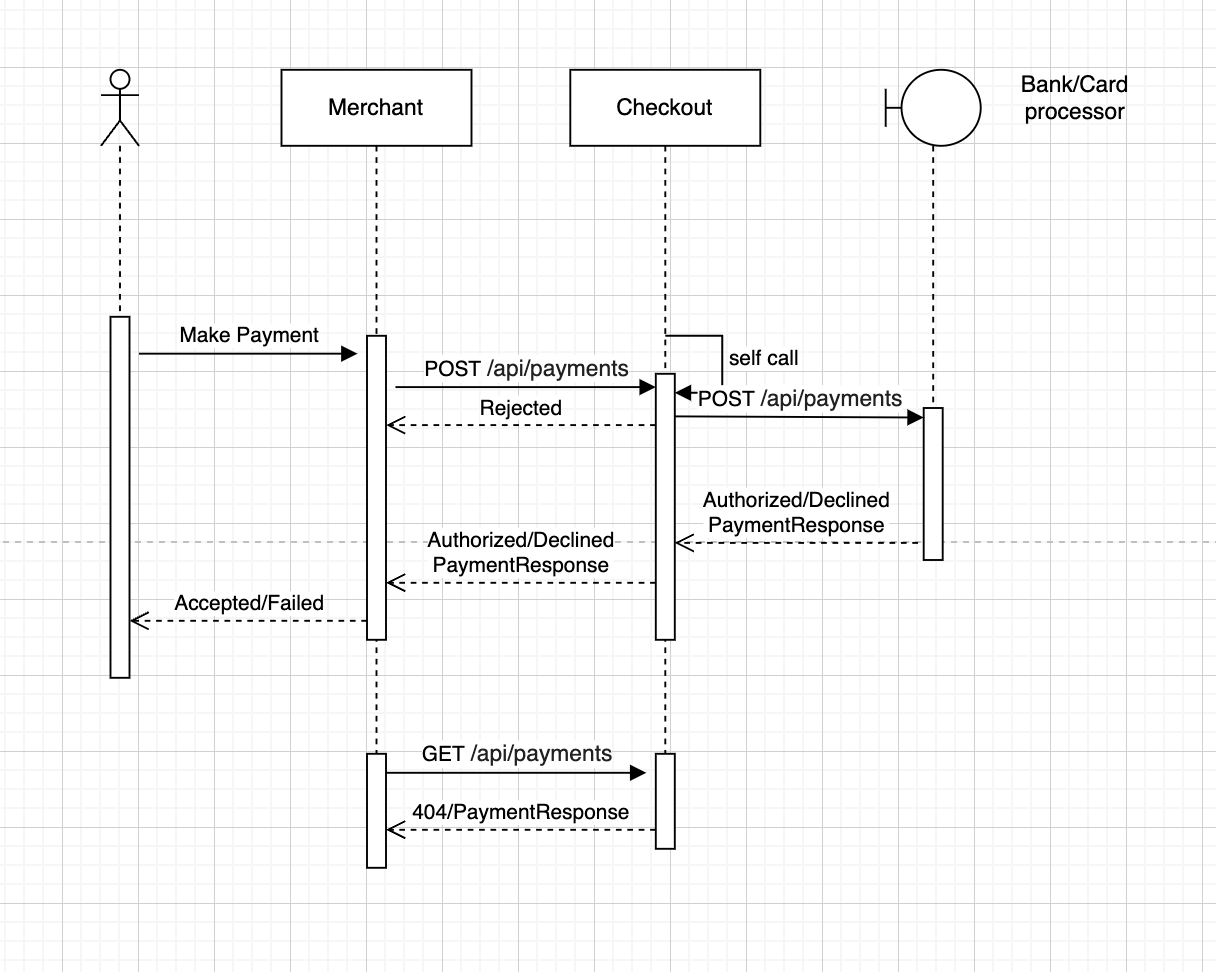 Merchant
Checkout
Bank/Card
processor
Make Payment
self call
POST /api/payments
POST /api/payments
Rejected
Authorized/Declined
PaymentResponse
Authorized/Declined
PaymentResponse
Accepted/Failed
GET /api/payments
404/PaymentResponse